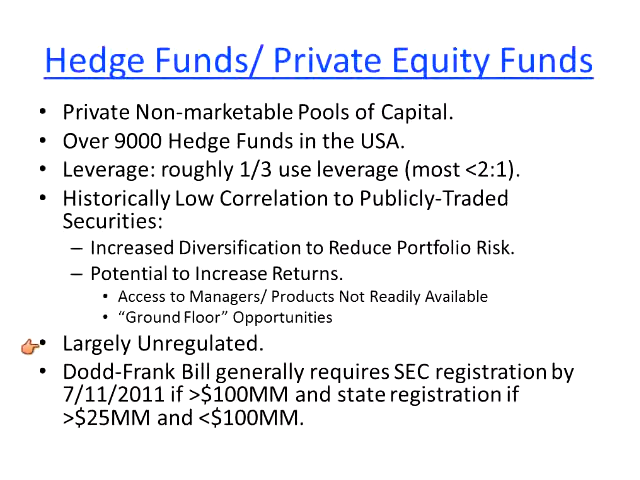 Hedge Funds/ Private Equity Funds
• Private Non-marketable Pools of Capital.
• Over 9000 Hedge Funds in the USA.
• Leverage: roughly 1/3 use leverage (most <2:1).
• Historically Low Correlation to Publicly-Traded
Securities:
– Increased Diversification to Reduce Portfolio Risk.
– Potential to Increase Returns.
• Access to Managers/ Products Not Readily Available
• “Ground Floor” Opportunities
• Largely Unregulated.
• Dodd-Frank Bill generally requires SEC registration by
7/11/2011 if >$100MM and state registration if
>$25MM and <$100MM.